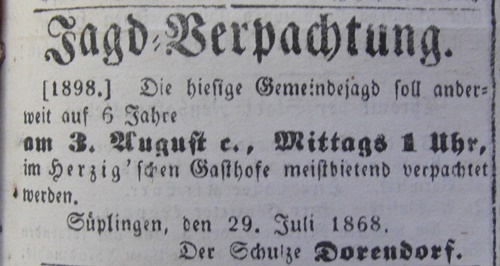 Jagd-Verpachtung.
[1898.] Die hiesige Gemeindejagd soll ander-
weit auf 6 Jahre
am 3. August c., Mittags 1 Uhr,
im Herzig'schen Gasthofe meistbietend verpachtet
werden.
Süplingen, den 29. Juli 1868.
Der Schulze Dorendorf.